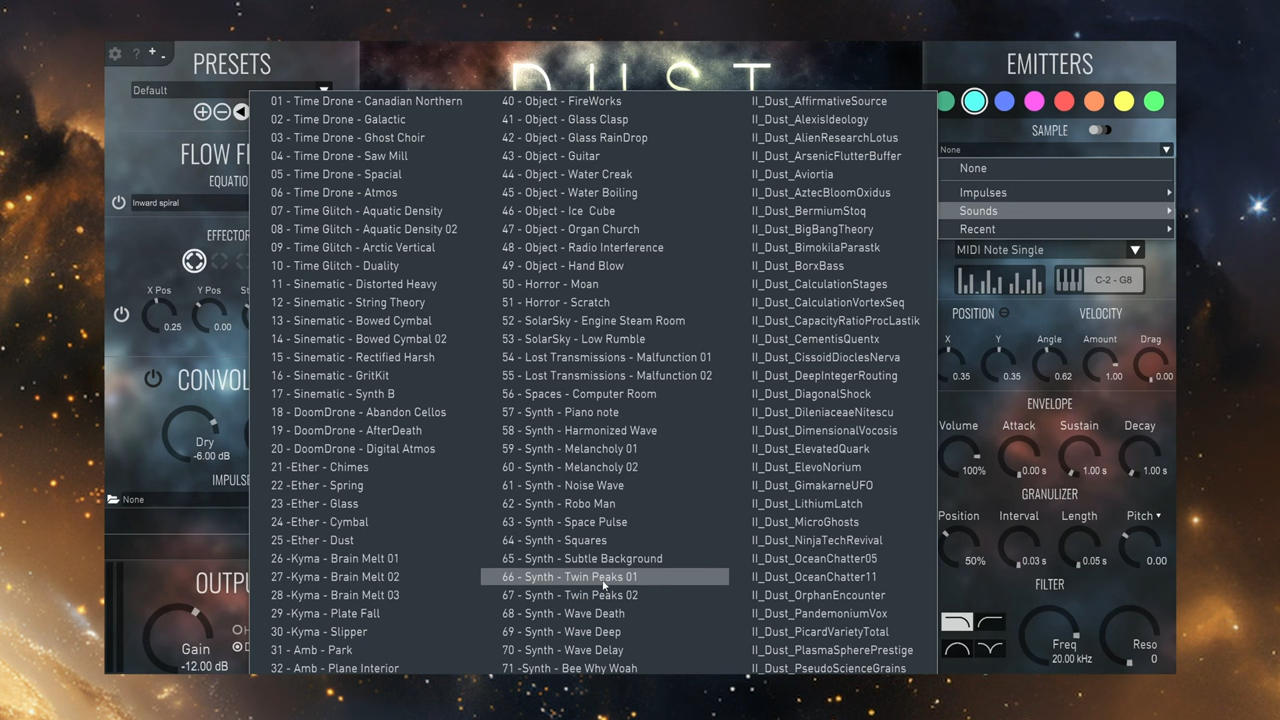 ? + -
PRESETS
Default
FLOW FI
EQUATIO
Inward spiral
EFFECTOR
X Pos Y Pos St
0.25 0.00
CONVOL
Dry
-6.00 dB
IMPULSE
None
OUTPU
Gain
-12.00 dB
DUST
01 - Time Drone - Canadian Northern
02 - Time Drone - Galactic
03 - Time Drone - Ghost Choir
04 - Time Drone - Saw Mill
05 - Time Drone - Spacial
06 - Time Drone - Atmos
07 - Time Glitch - Aquatic Density
08 - Time Glitch - Aquatic Density 02
09 - Time Glitch - Arctic Vertical
10 - Time Glitch - Duality
11 - Sinematic - Distorted Heavy
12 - Sinematic - String Theory
13 - Sinematic - Bowed Cymbal
14 - Sinematic - Bowed Cymbal 02
15 - Sinematic - Rectified Harsh
16 - Sinematic - GritKit
17 - Sinematic - Synth B
18 - DoomDrone - Abandon Cellos
19 - DoomDrone - AfterDeath
20 - DoomDrone - Digital Atmos
21 -Ether - Chimes
22 -Ether - Spring
23 -Ether - Glass
24 -Ether - Cymbal
25 -Ether - Dust
26 -Kyma - Brain Melt 01
27 -Kyma - Brain Melt 02
28 -Kyma - Brain Melt 03
29 -Kyma - Plate Fall
30 -Kyma - Slipper
31 - Amb - Park
32 - Amb - Plane Interior
40 - Object - FireWorks
41 - Object - Glass Clasp
42 - Object - Glass RainDrop
43 - Object - Guitar
44 - Object - Water Creak
45 - Object - Water Boiling
46 - Object - Ice  Cube
47 - Object - Organ Church
48 - Object - Radio Interference
49 - Object - Hand Blow
50 - Horror - Moan
51 - Horror - Scratch
52 - SolarSky - Engine Steam Room
53 - SolarSky - Low Rumble
54 - Lost Transmissions - Malfunction 01
55 - Lost Transmissions - Malfunction 02
56 - Spaces - Computer Room
57 - Synth - Piano note
58 - Synth - Harmonized Wave
59 - Synth - Melancholy 01
60 - Synth - Melancholy 02
61 - Synth - Noise Wave
62 - Synth - Robo Man
63 - Synth - Space Pulse
64 - Synth - Squares
65 - Synth - Subtle Background
66 - Synth - Twin Peaks 01
67 - Synth - Twin Peaks 02
68 - Synth - Wave Death
69 - Synth - Wave Deep
70 - Synth - Wave Delay
71 -Synth - Bee Why Woah
II_Dust_AffirmativeSource
II_Dust_AlexisIdeology
II_Dust_AlienResearchLotus
II_Dust_ArsenicFlutterBuffer
II_Dust_Aviortia
II_Dust_AztecBloomOxidus
II_Dust_BermiumStoq
II_Dust_BigBangTheory
II_Dust_BimokilaParastk
II_Dust_BorxBass
II_Dust_CalculationStages
II_Dust_CalculationVortexSeq
II_Dust_CapacityRatioProcLastik
II_Dust_CementisQuentx
II_Dust_CissoidDioclesNerva
II_Dust_DeepIntegerRouting
II_Dust_DiagonalShock
II_Dust_DileniaceaeNitescu
II_Dust_DimensionalVocosis
II_Dust_ElevatedQuark
II_Dust_ElevoNorium
II_Dust_GimakarneUFO
II_Dust_LithiumLatch
II_Dust_MicroGhosts
II_Dust_NinjaTechRevival
II_Dust_OceanChatter05
II_Dust_OceanChatter11
II_Dust_OrphanEncounter
II_Dust_PandemoniumVox
II_Dust_PicardVarietyTotal
II_Dust_PlasmaSpherePrestige
II_Dust_PseudoScienceGrains
EMITTERS
SAMPLE
None
None
Impulses
Sounds
Recent
MIDI Note Single
C-2 - G8
POSITION VELOCITY
X Y Angle Amount Drag
0.35 0.35 0.62 1.00 0.00
ENVELOPE
Volume Attack Sustain Decay
100% 0.00 s 1.00 s 1.00 s
GRANULIZER
Position Interval Length Pitch
50% 0.03 s 0.05 s 0.00
FILTER
Freq Reso
20.00 kHz 0